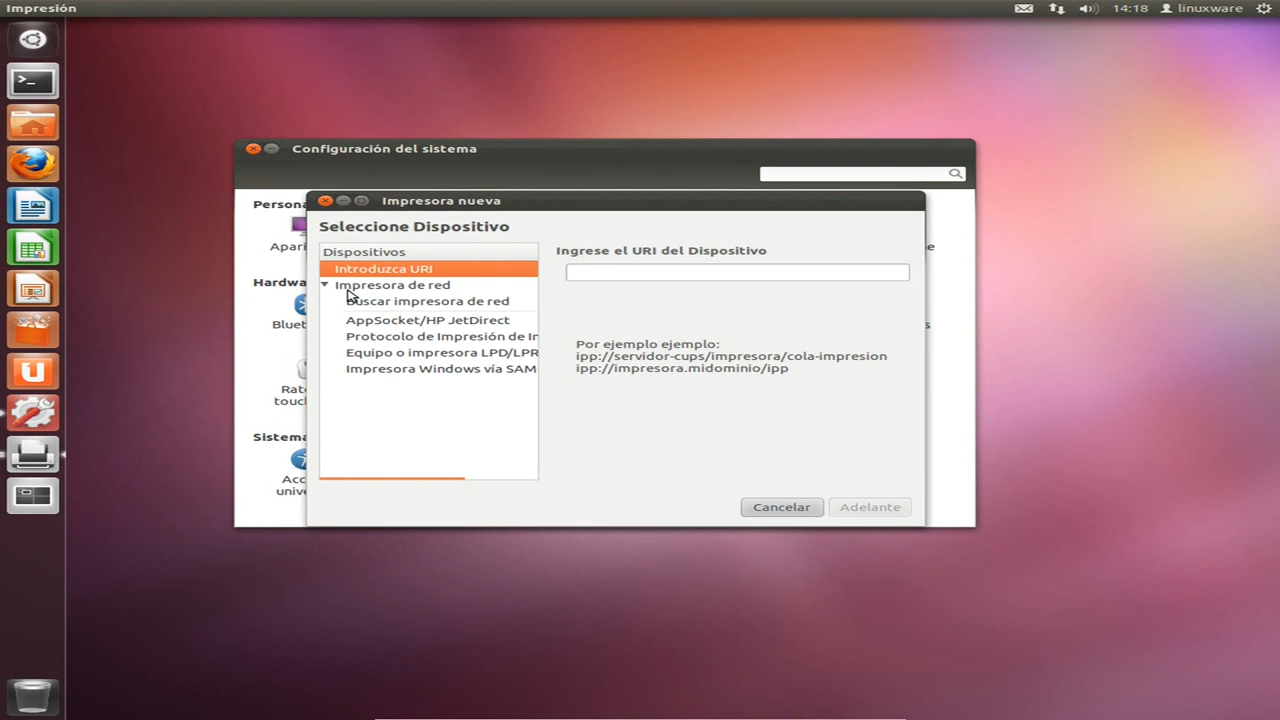 Impresión
14:18
linuxware
Configuración del sistema
Persona
Apari
e
Hardwa
Bluet
s
Rato
touc
Sistema
Acc
unive
Impresora nueva
Seleccione Dispositivo
Dispositivos
Introduzca URI
Impresora de red
Buscar impresora de red
AppSocket/HP JetDirect
Protocolo de Impresión de In
Equipo o impresora LPD/LPR
Impresora Windows vía SAM
Ingrese el URI del Dispositivo
Por ejemplo ejemplo:
ipp://servidor-cups/impresora/cola-impresion
ipp://impresora.midominio/ipp
Cancelar
Adelante